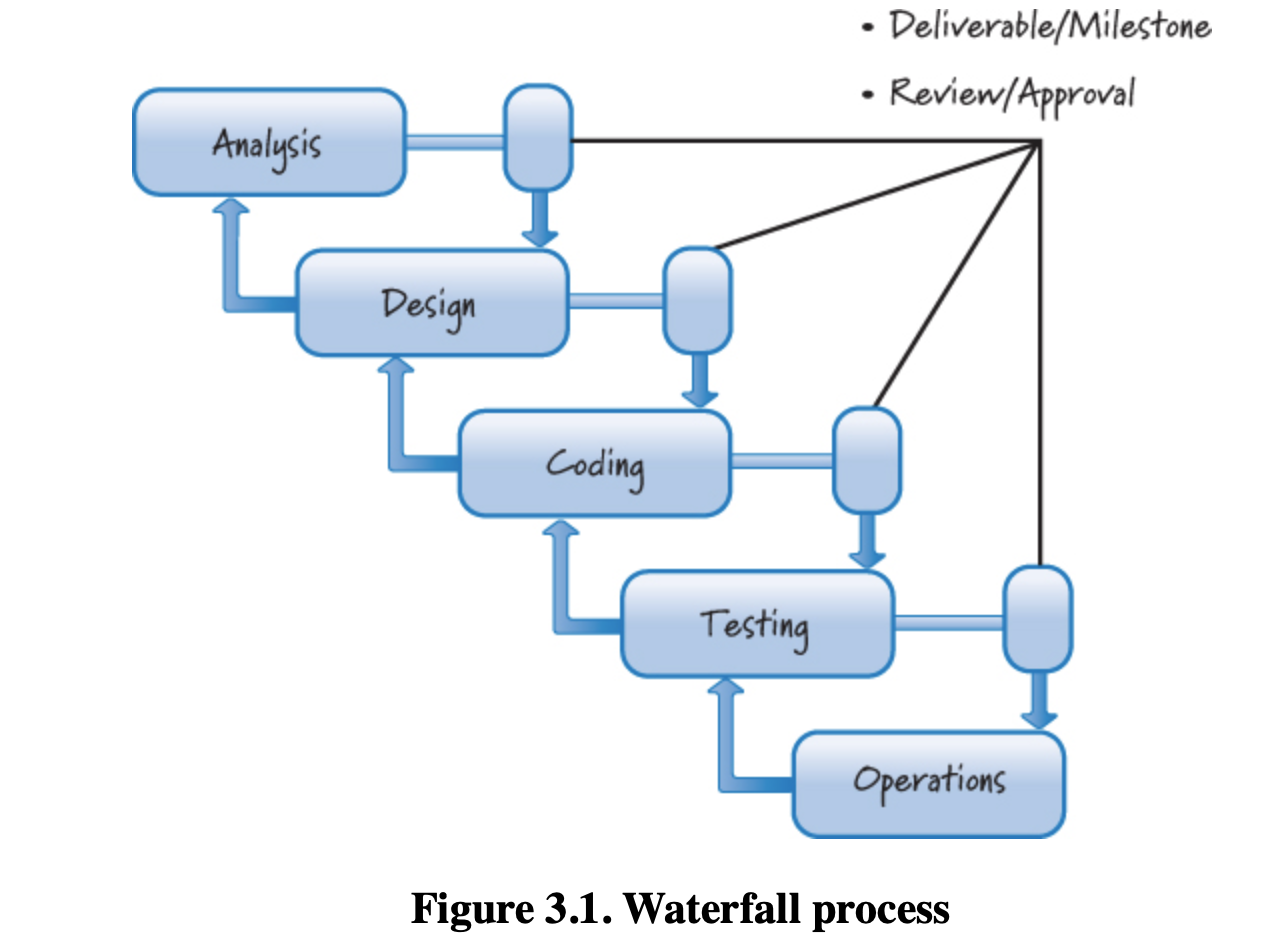 • Deliverable/Milestone
• Review/Approval
Analysis
Design
Coding
Testing
Operations
Figure 3.1. Waterfall process